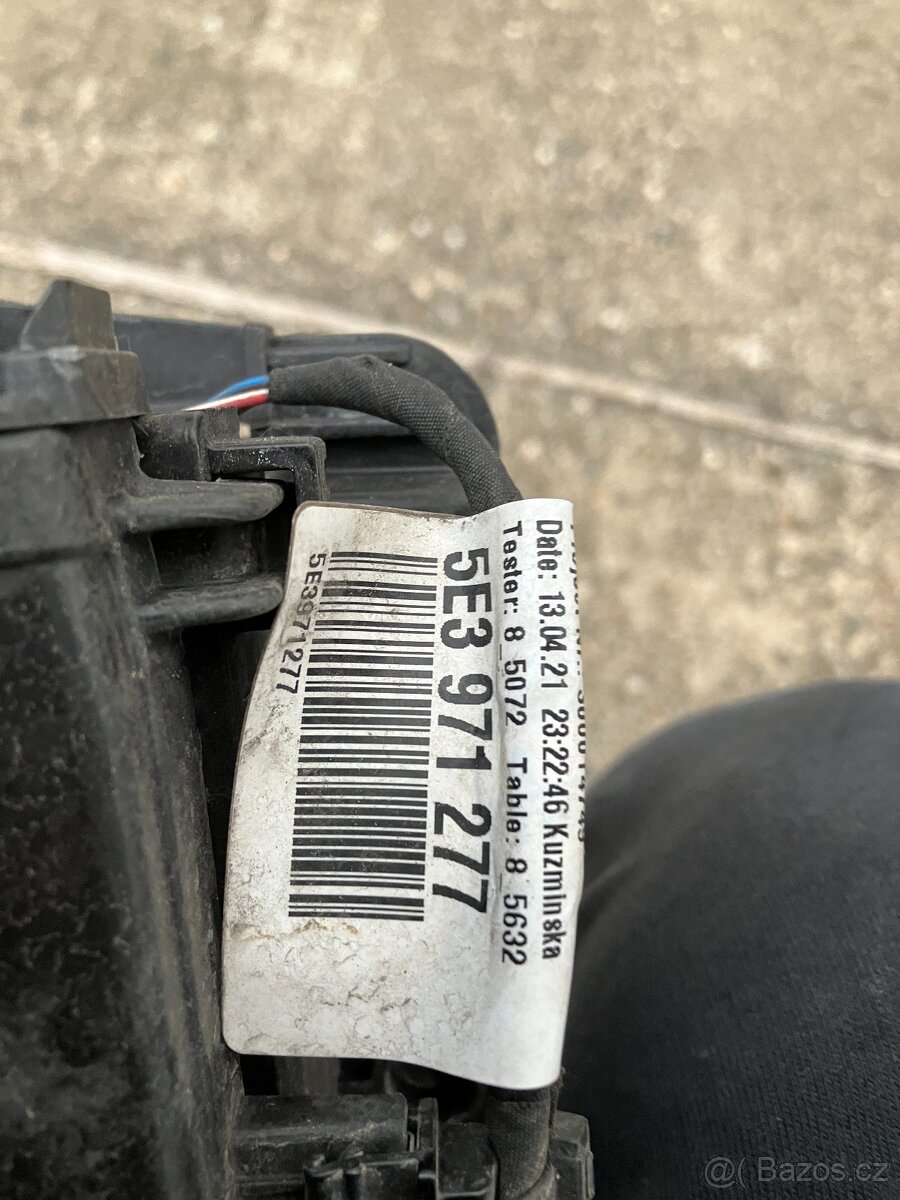 Date: 13.04.21 23:22:46 Kuzminska
Tester: 8_5072 Table: 8_5632
5E3 971 277
5E3971277
@( Bazos.cz